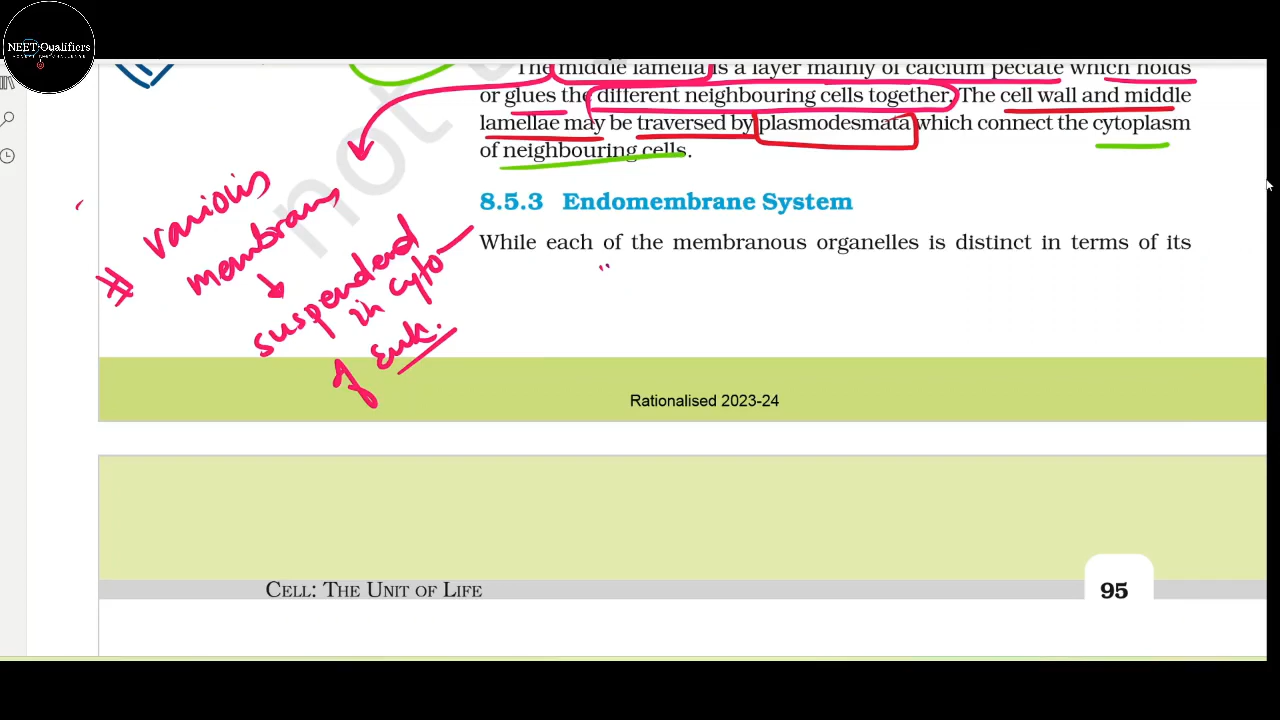 NEET Qualifiers
The middle lamella is a layer mainly of calcium pectate which holds
or glues the different neighbouring cells together. The cell wall and middle
lamellae may be traversed by plasmodesmata which connect the cytoplasm
of neighbouring cells.
8.5.3 Endomembrane System
While each of the membranous organelles is distinct in terms of its
not
# various
membrans
suspended
in cyto
of Euk.
Rationalised 2023-24
CELL: THE UNIT OF LIFE
95